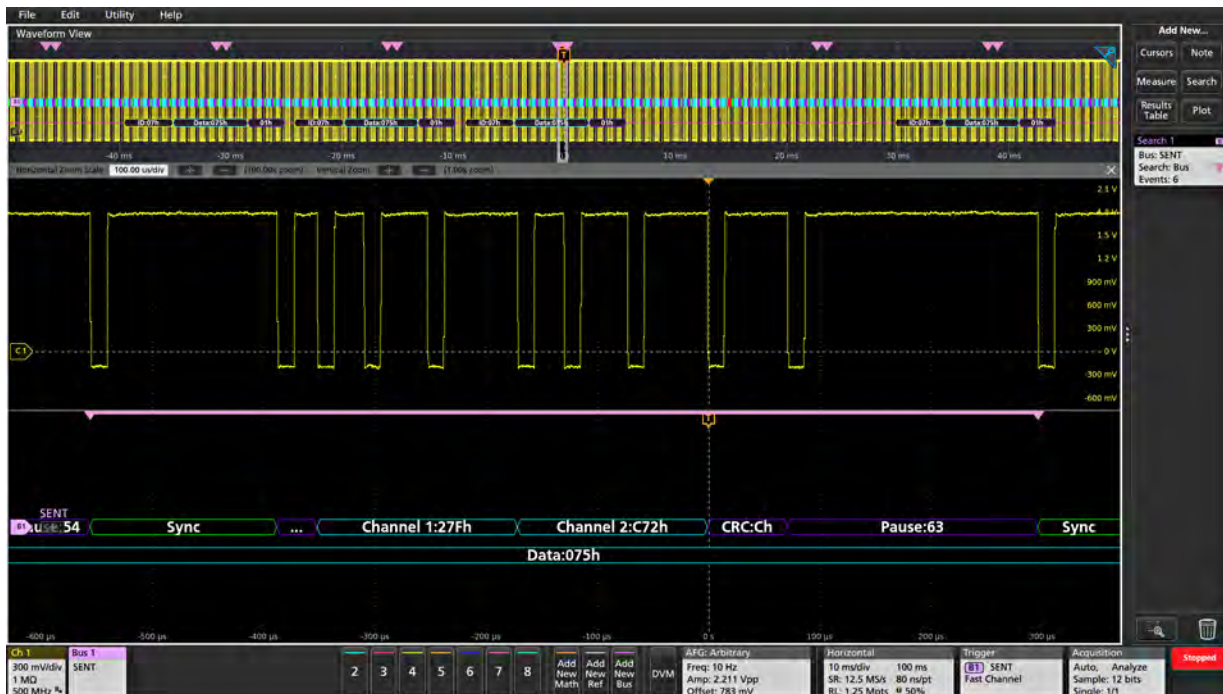 File Edit Utility Help
Waveform View
Add New...
Cursors Note
Measure Search
Results Table Plot
ID:07h Data:075h 01h ID:07h Data:075h 01h ID:07h Data:075h 01h ID:07h Data:075h 01h
-40 ms -30 ms -20 ms -10 ms 10 ms 20 ms 30 ms 40 ms
Horizontal Zoom Scale 100.00 us/div (100.00x zoom) Vertical Zoom (1.00x zoom)
Search 1
Bus: SENT
Search: Bus
Events: 6
2.1 V
1.5 V
1.2 V
900 mV
600 mV
300 mV
C1
0 V
-300 mV
-600 mV
T
SENT
B1 54 Sync ... Channel 1:27Fh Channel 2:C72h CRC:Ch Pause:63 Sync
Data:075h
-600 µs -500 µs -400 µs -300 µs -200 µs -100 µs 0 s 100 µs 200 µs 300 µs
Ch 1
300 mV/div
1 MΩ
500 MHz
Bus 1
SENT
2 3 4 5 6 7 8
Add New Math
Add New Ref
Add New Bus
DVM
AFG: Arbitrary
Freq: 10 Hz
Amp: 2.211 Vpp
Offset: 783 mV
Horizontal
10 ms/div 100 ms
SR: 12.5 MS/s 80 ns/pt
RL: 1.25 Mpts 50%
Trigger
B1 SENT
Fast Channel
Acquisition
Auto, Analyze
Sample: 12 bits
Single: 1/1
Stopped